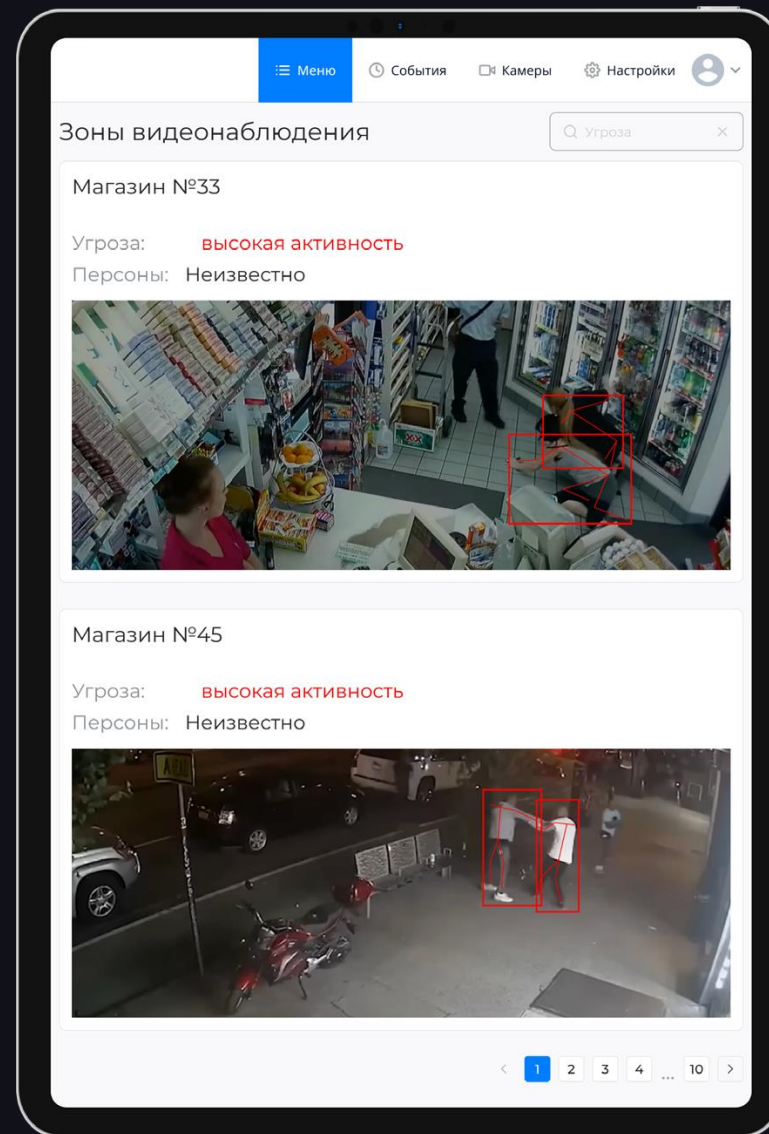 Меню События Камеры Настройки
Зоны видеонаблюдения
Угроза
Магазин №33
Угроза: высокая активность
Персоны: Неизвестно
XX
Магазин №45
Угроза: высокая активность
Персоны: Неизвестно
1 2 3 4 ... 10